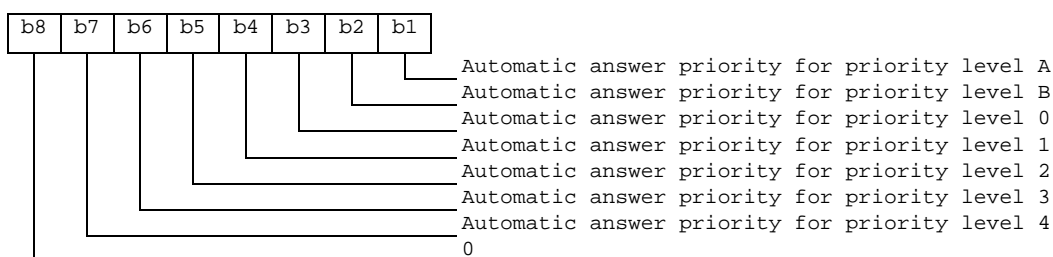 b8 b7 b6 b5 b4 b3 b2 b1
Automatic answer priority for priority level A
Automatic answer priority for priority level B
Automatic answer priority for priority level 0
Automatic answer priority for priority level 1
Automatic answer priority for priority level 2
Automatic answer priority for priority level 3
Automatic answer priority for priority level 4
0